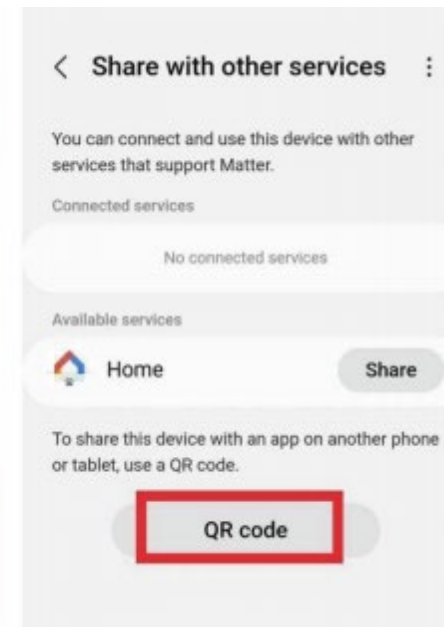 Share with other services
You can connect and use this device with other
services that support Matter.
Connected services
No connected services
Available services
Home
Share
To share this device with an app on another phone
or tablet, use a QR code.
QR code